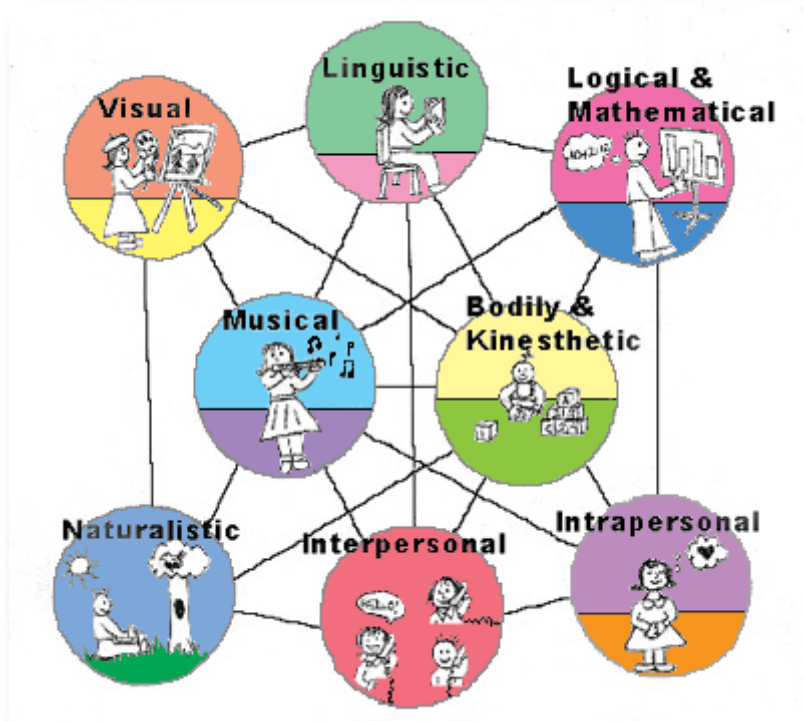 Linguistic
Logical &
Mathematical
Visual
Musical
Bodily &
Kinesthetic
Naturalistic
Interpersonal
Intrapersonal